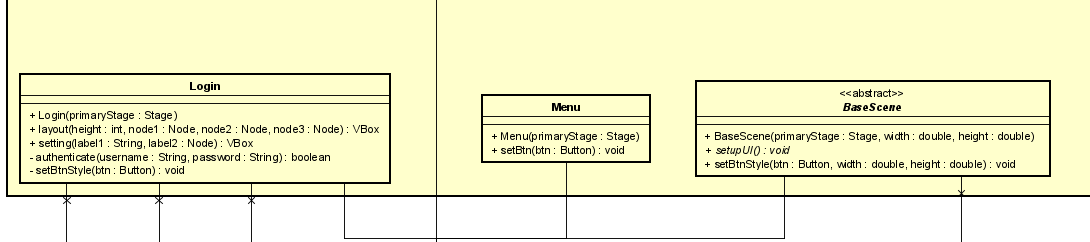 Login
+ Login(primaryStage : Stage)
+ layout(height : int, node1 : Node, node2 : Node, node3 : Node) : VBox
+ setting(label1 : String, label2 : Node) : VBox
- authenticate(username : String, password : String) : boolean
- setBtnStyle(btn : Button) : void
Menu
+ Menu(primaryStage : Stage)
+ setBtn(btn : Button) : void
<<abstract>>
BaseScene
+ BaseScene(primaryStage : Stage, width : double, height : double)
+ setupUI() : void
+ setBtnStyle(btn : Button, width : double, height : double) : void